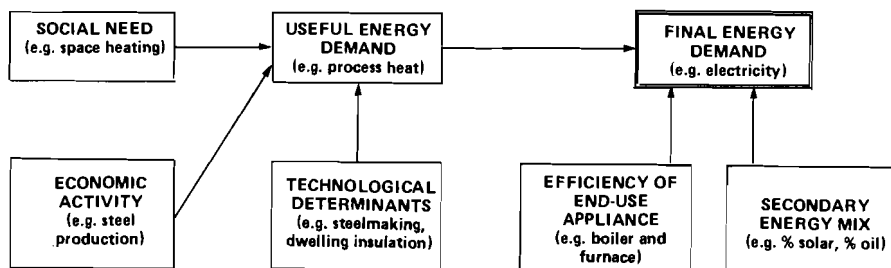 SOCIAL NEED
(e.g. space heating)
USEFUL ENERGY
DEMAND
(e.g. process heat)
FINAL ENERGY
DEMAND
(e.g. electricity)
ECONOMIC
ACTIVITY
(e.g. steel
production)
TECHNOLOGICAL
DETERMINANTS
(e.g. steelmaking,
dwelling insulation)
EFFICIENCY OF
END-USE
APPLIANCE
(e.g. boiler and
furnace)
SECONDARY
ENERGY MIX
(e.g. % solar, % oil)